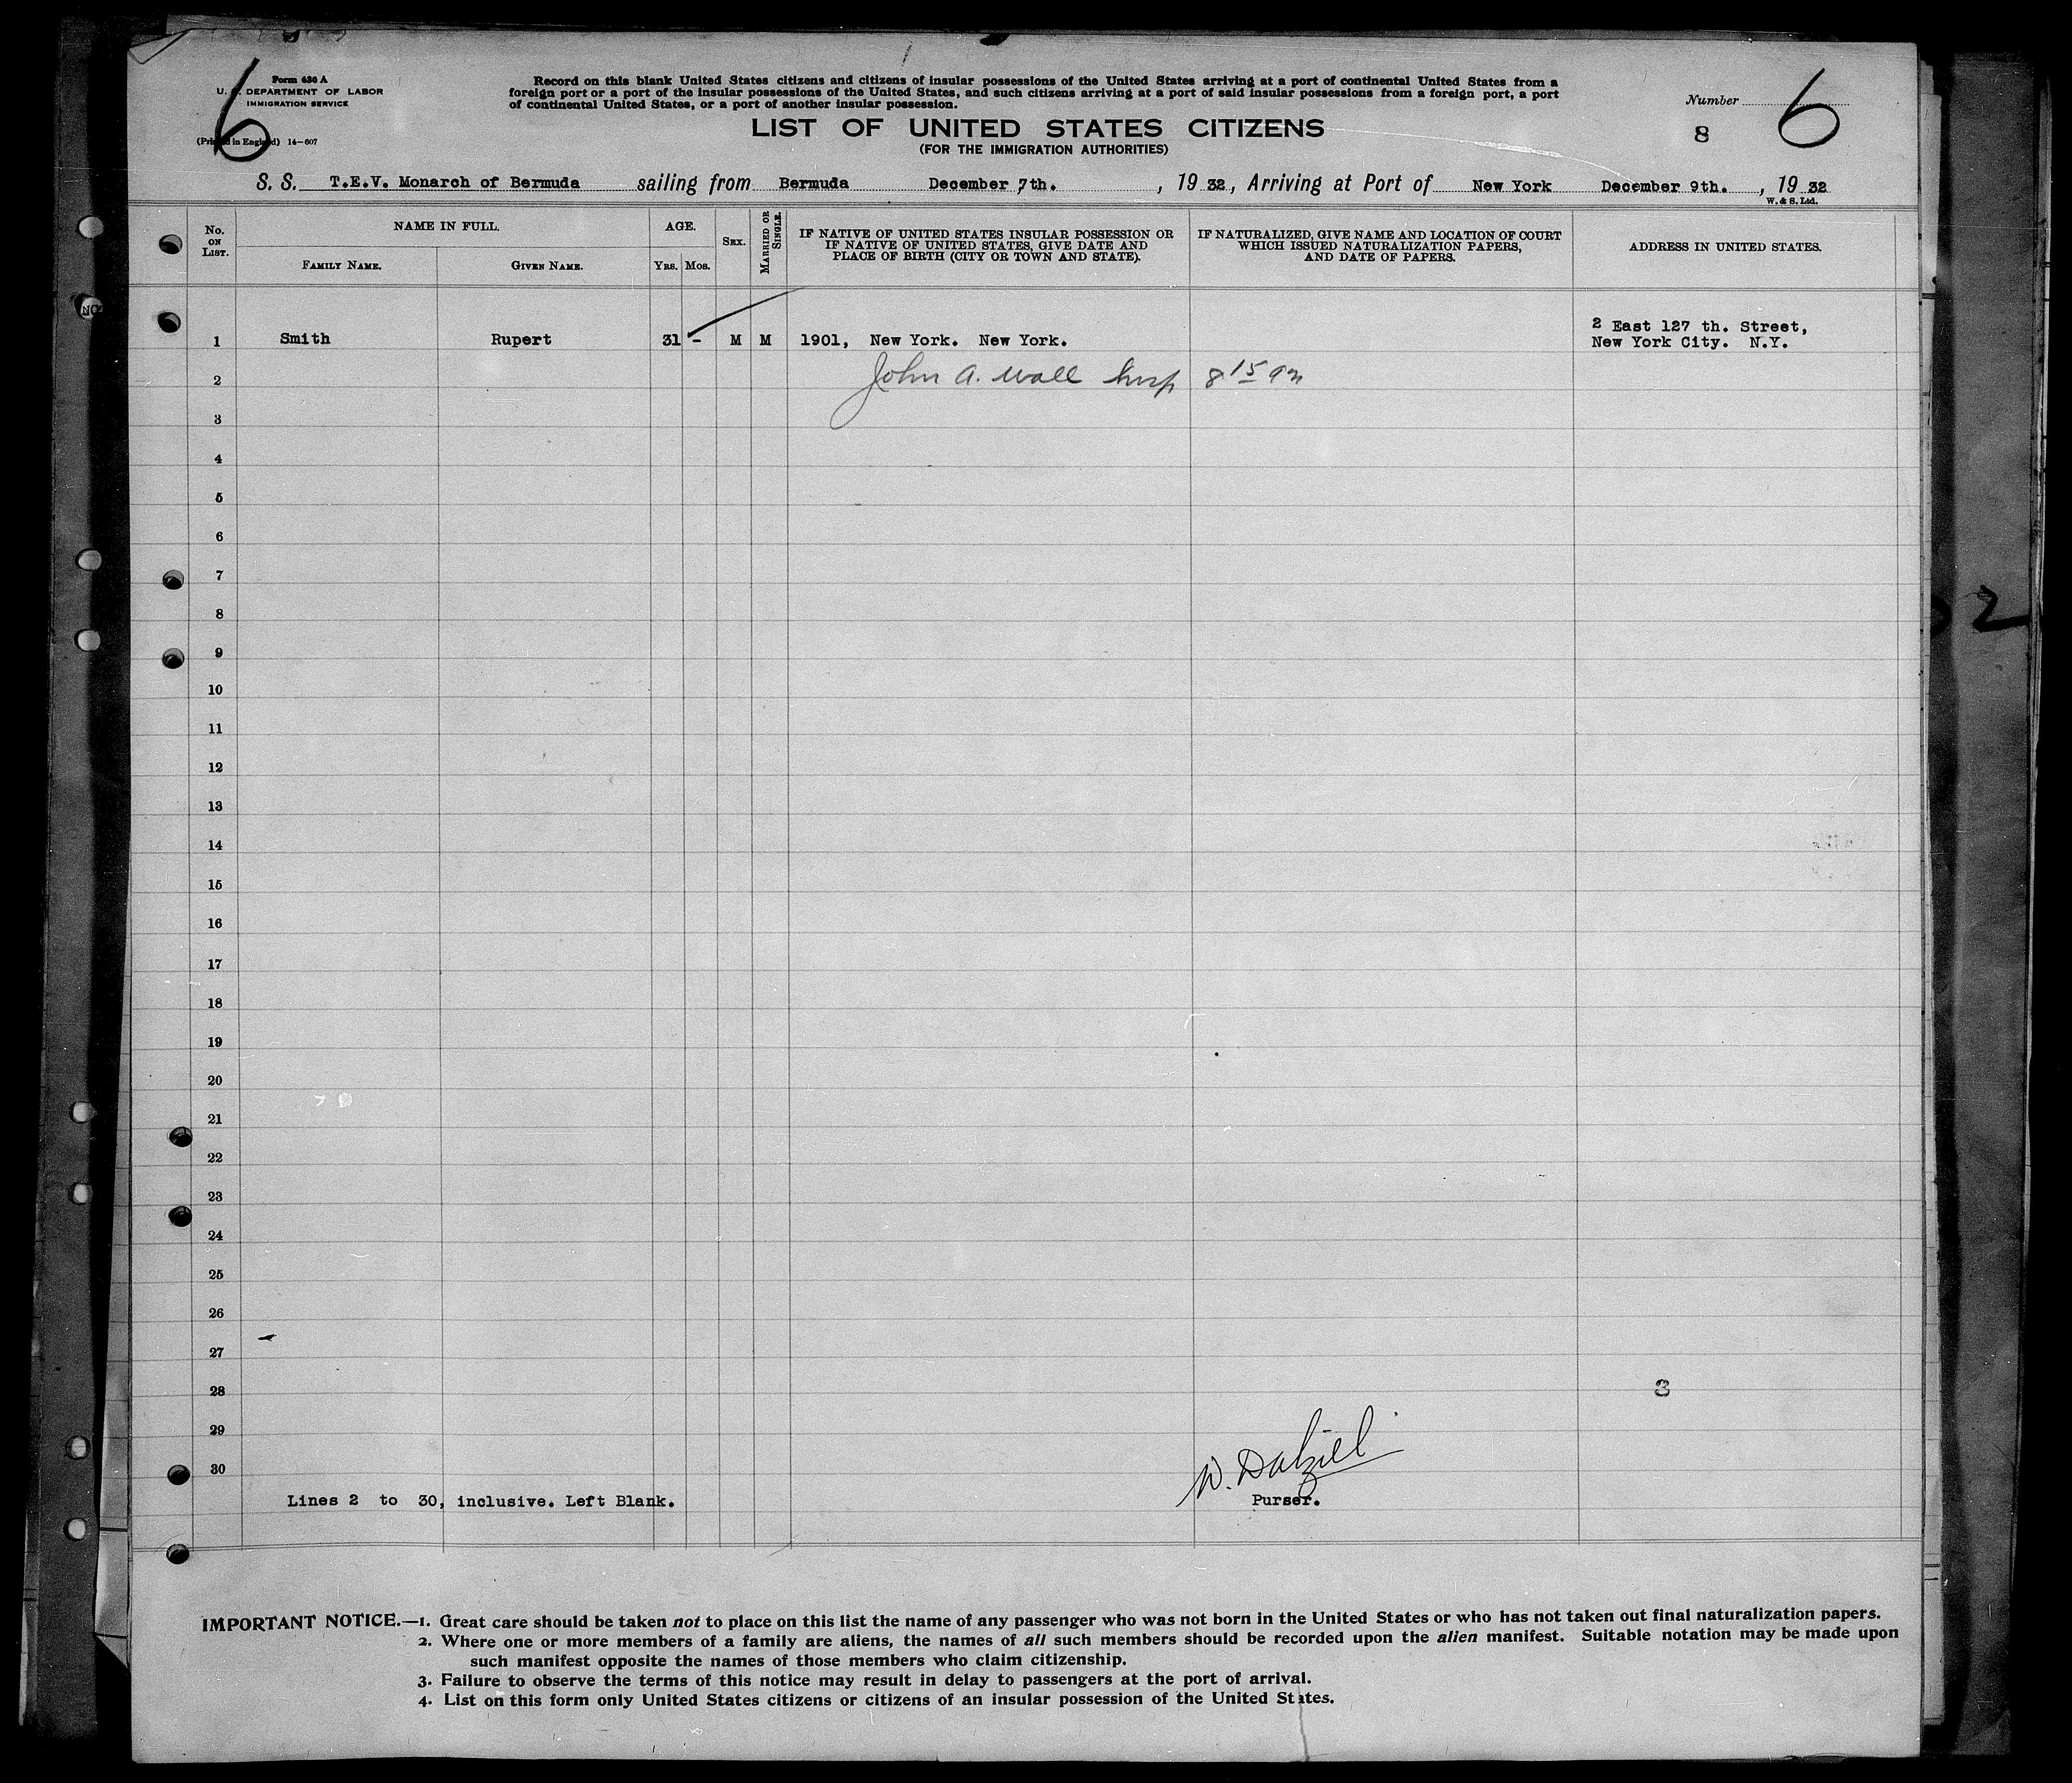 Form 630 A
U. S. DEPARTMENT OF LABOR
IMMIGRATION SERVICE
(Printed in England) 14-607
6
Record on this blank United States citizens and citizens of insular possessions of the United States arriving at a port of continental United States from a
foreign port or a port of the insular possessions of the United States, and such citizens arriving at a port of said insular possessions from a foreign port, a port
of continental United States, or a port of another insular possession.
LIST OF UNITED STATES CITIZENS
(FOR THE IMMIGRATION AUTHORITIES)
Number
8
6
S. S. T.E.V. Monarch of Bermuda sailing from Bermuda December 7th. , 19 32, Arriving at Port of New York December 9th. , 19 32
W. & S. Ltd.
No. ON LIST.
NAME IN FULL.
FAMILY NAME.
GIVEN NAME.
AGE.
YRS. MOS.
SEX.
MARRIED OR SINGLE.
IF NATIVE OF UNITED STATES INSULAR POSSESSION OR
IF NATIVE OF UNITED STATES, GIVE DATE AND
PLACE OF BIRTH (CITY OR TOWN AND STATE).
IF NATURALIZED, GIVE NAME AND LOCATION OF COURT
WHICH ISSUED NATURALIZATION PAPERS,
AND DATE OF PAPERS.
ADDRESS IN UNITED STATES.
2 East 127 th. Street,
1 Smith Rupert 31 - M M 1901, New York. New York. New York City. N.Y.
2 John A. Wall Insp 8 15 am
3
4
5
6
7
8
9
10
11
12
13
14
15
16
17
18
19
20
21
22
23
24
25
26
27
28 3
29
30 W. Dalziel
Lines 2 to 30, inclusive. Left Blank. Purser.
IMPORTANT NOTICE.—1. Great care should be taken not to place on this list the name of any passenger who was not born in the United States or who has not taken out final naturalization papers.
2. Where one or more members of a family are aliens, the names of all such members should be recorded upon the alien manifest. Suitable notation may be made upon
such manifest opposite the names of those members who claim citizenship.
3. Failure to observe the terms of this notice may result in delay to passengers at the port of arrival.
4. List on this form only United States citizens or citizens of an insular possession of the United States.